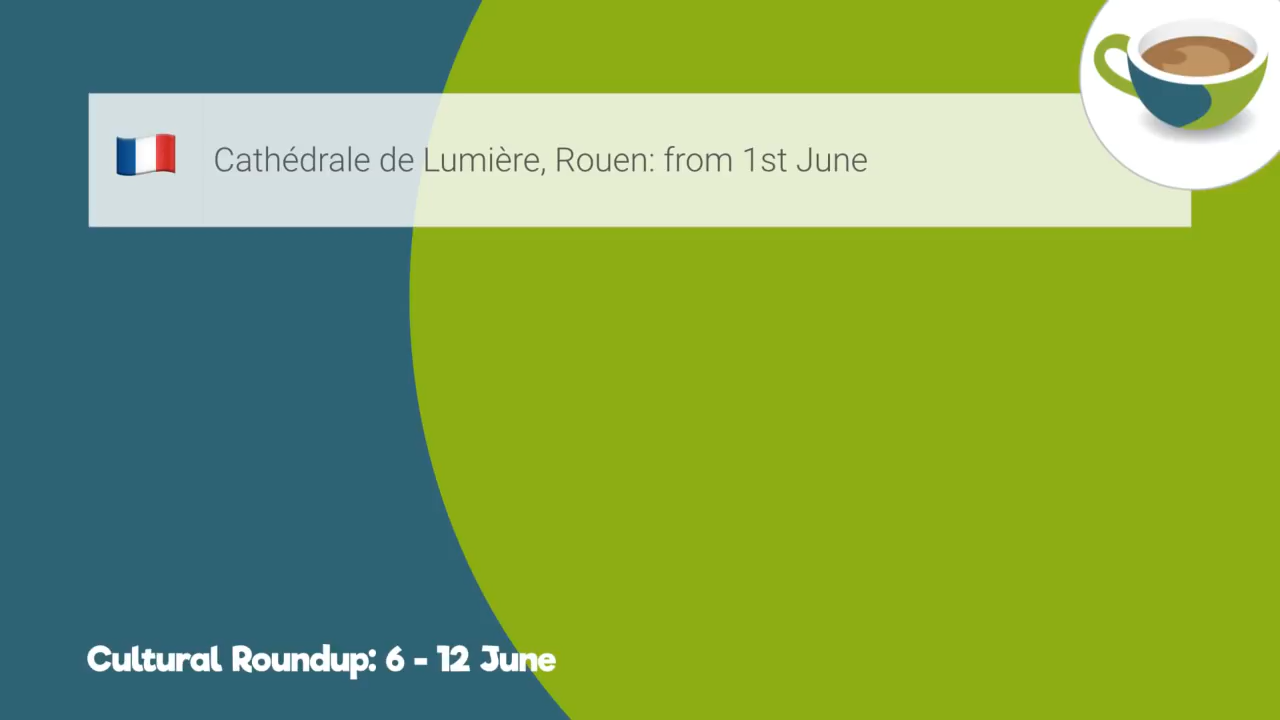 Cathédrale de Lumière, Rouen: from 1st June
Cultural Roundup: 6 - 12 June